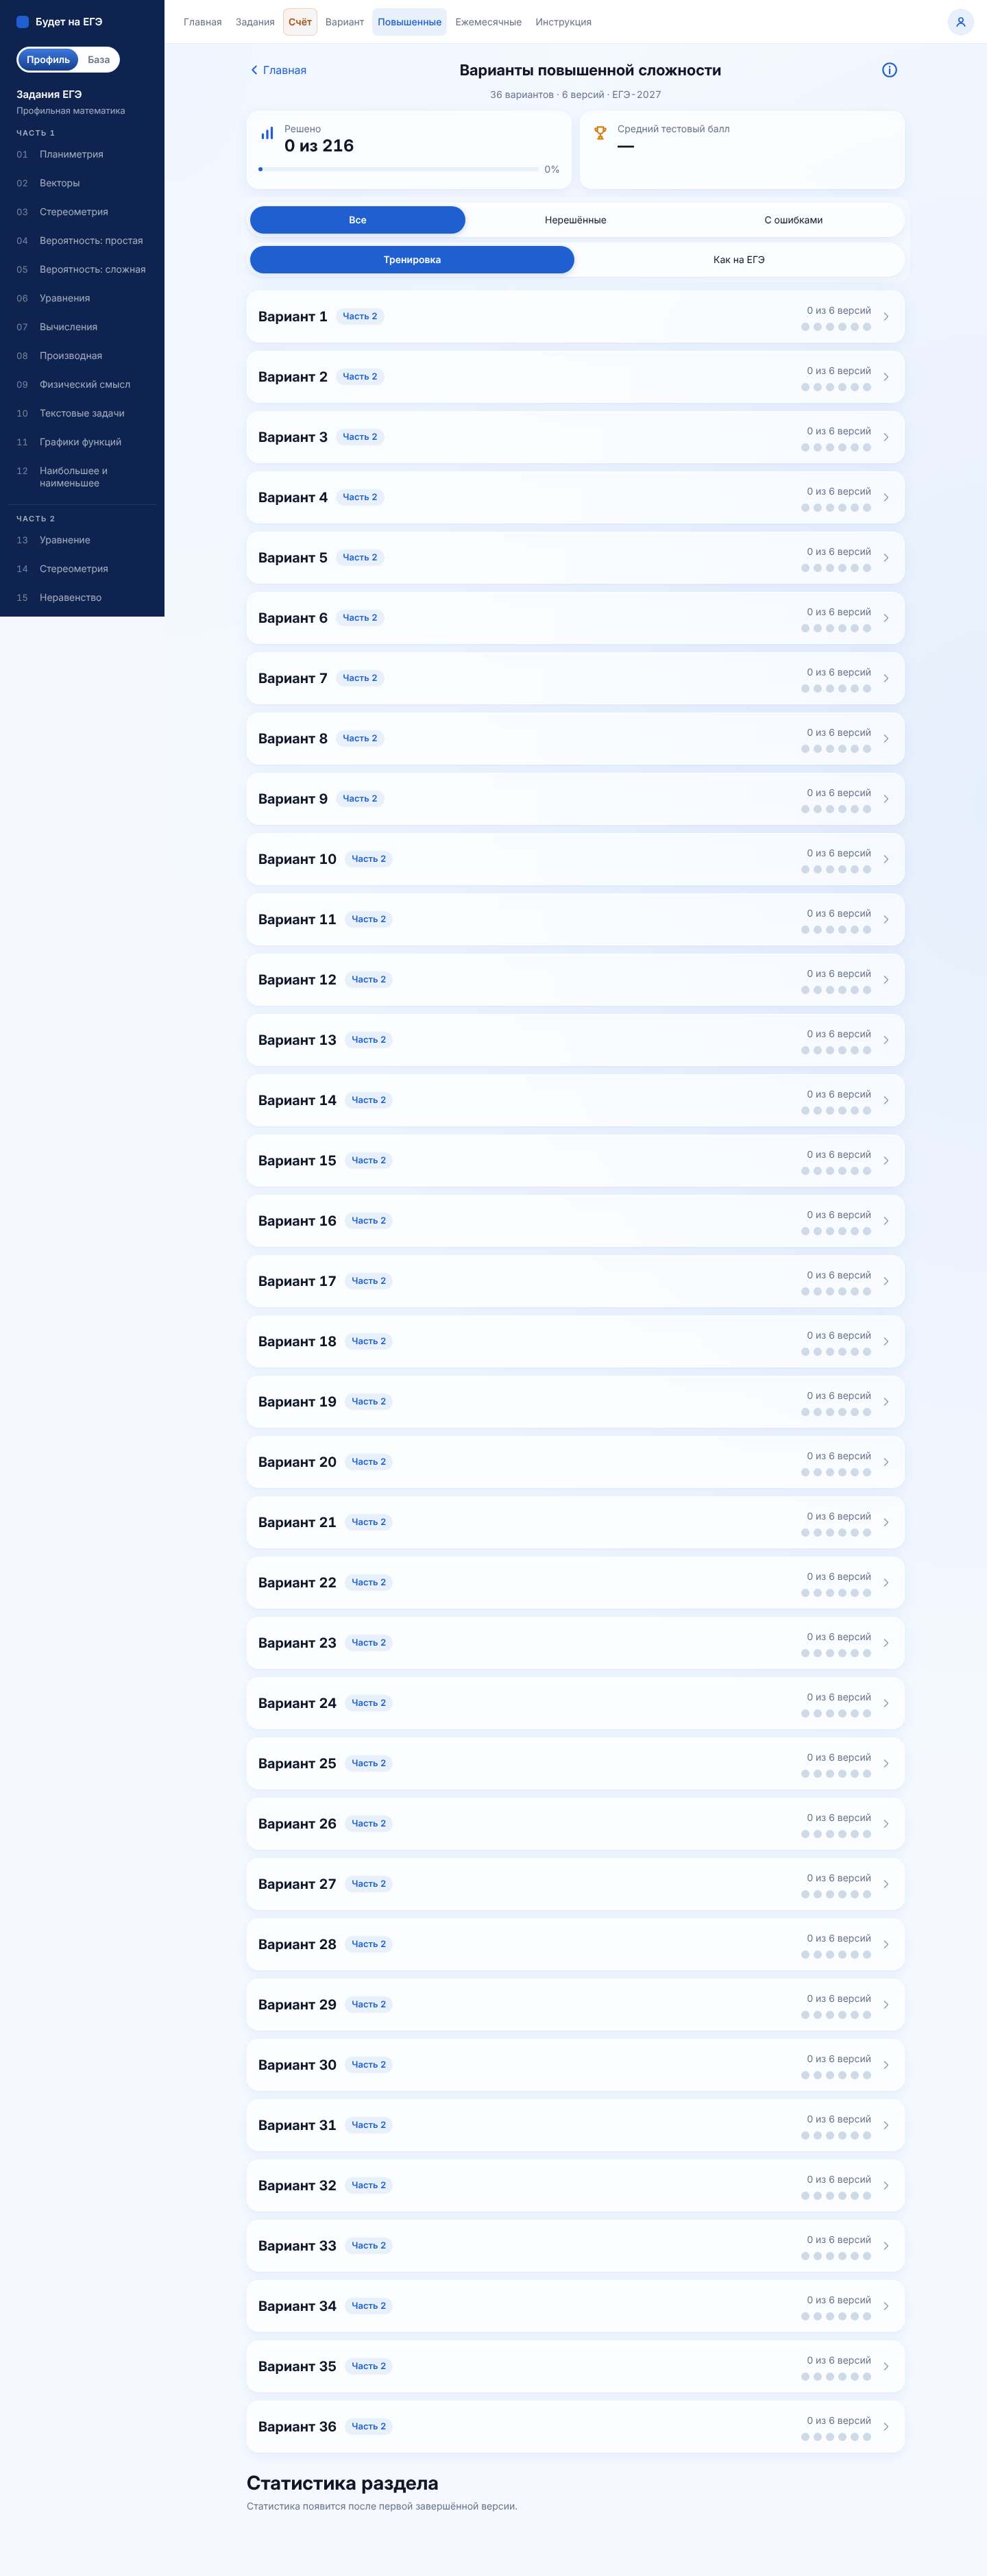 Будет на ЕГЭ
Профиль База
Задания ЕГЭ
Профильная математика
ЧАСТЬ 1
01 Планиметрия
02 Векторы
03 Стереометрия
04 Вероятность: простая
05 Вероятность: сложная
06 Уравнения
07 Вычисления
08 Производная
09 Физический смысл
10 Текстовые задачи
11 Графики функций
12 Наибольшее и
наименьшее
ЧАСТЬ 2
13 Уравнение
14 Стереометрия
15 Неравенство
Главная Задания Счёт Вариант Повышенные Ежемесячные Инструкция
Главная
Варианты повышенной сложности
36 вариантов · 6 версий · ЕГЭ-2027
Решено
0 из 216
0%
Средний тестовый балл
—
Все Нерешённые С ошибками
Тренировка Как на ЕГЭ
Вариант 1 Часть 2 0 из 6 версий
Вариант 2 Часть 2 0 из 6 версий
Вариант 3 Часть 2 0 из 6 версий
Вариант 4 Часть 2 0 из 6 версий
Вариант 5 Часть 2 0 из 6 версий
Вариант 6 Часть 2 0 из 6 версий
Вариант 7 Часть 2 0 из 6 версий
Вариант 8 Часть 2 0 из 6 версий
Вариант 9 Часть 2 0 из 6 версий
Вариант 10 Часть 2 0 из 6 версий
Вариант 11 Часть 2 0 из 6 версий
Вариант 12 Часть 2 0 из 6 версий
Вариант 13 Часть 2 0 из 6 версий
Вариант 14 Часть 2 0 из 6 версий
Вариант 15 Часть 2 0 из 6 версий
Вариант 16 Часть 2 0 из 6 версий
Вариант 17 Часть 2 0 из 6 версий
Вариант 18 Часть 2 0 из 6 версий
Вариант 19 Часть 2 0 из 6 версий
Вариант 20 Часть 2 0 из 6 версий
Вариант 21 Часть 2 0 из 6 версий
Вариант 22 Часть 2 0 из 6 версий
Вариант 23 Часть 2 0 из 6 версий
Вариант 24 Часть 2 0 из 6 версий
Вариант 25 Часть 2 0 из 6 версий
Вариант 26 Часть 2 0 из 6 версий
Вариант 27 Часть 2 0 из 6 версий
Вариант 28 Часть 2 0 из 6 версий
Вариант 29 Часть 2 0 из 6 версий
Вариант 30 Часть 2 0 из 6 версий
Вариант 31 Часть 2 0 из 6 версий
Вариант 32 Часть 2 0 из 6 версий
Вариант 33 Часть 2 0 из 6 версий
Вариант 34 Часть 2 0 из 6 версий
Вариант 35 Часть 2 0 из 6 версий
Вариант 36 Часть 2 0 из 6 версий
Статистика раздела
Статистика появится после первой завершённой версии.